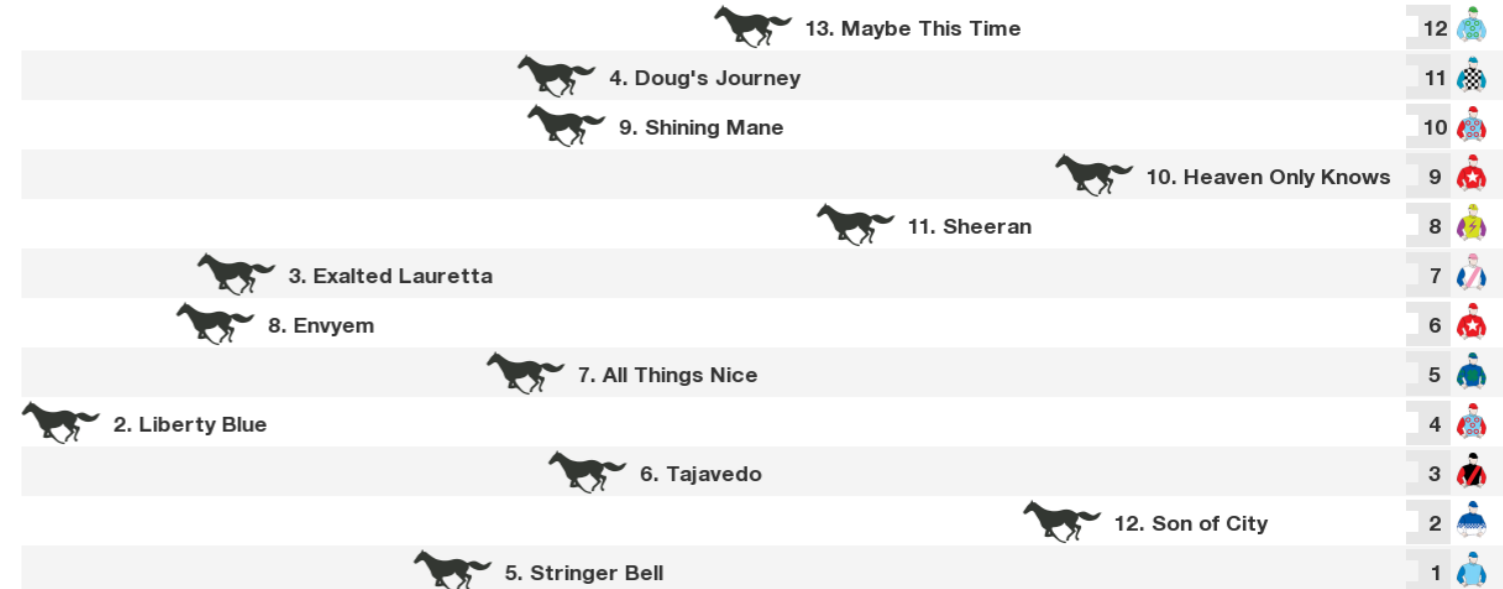 13. Maybe This Time 12
4. Doug's Journey 11
9. Shining Mane 10
10. Heaven Only Knows 9
11. Sheeran 8
3. Exalted Lauretta 7
8. Envyem 6
7. All Things Nice 5
2. Liberty Blue 4
6. Tajavedo 3
12. Son of City 2
5. Stringer Bell 1